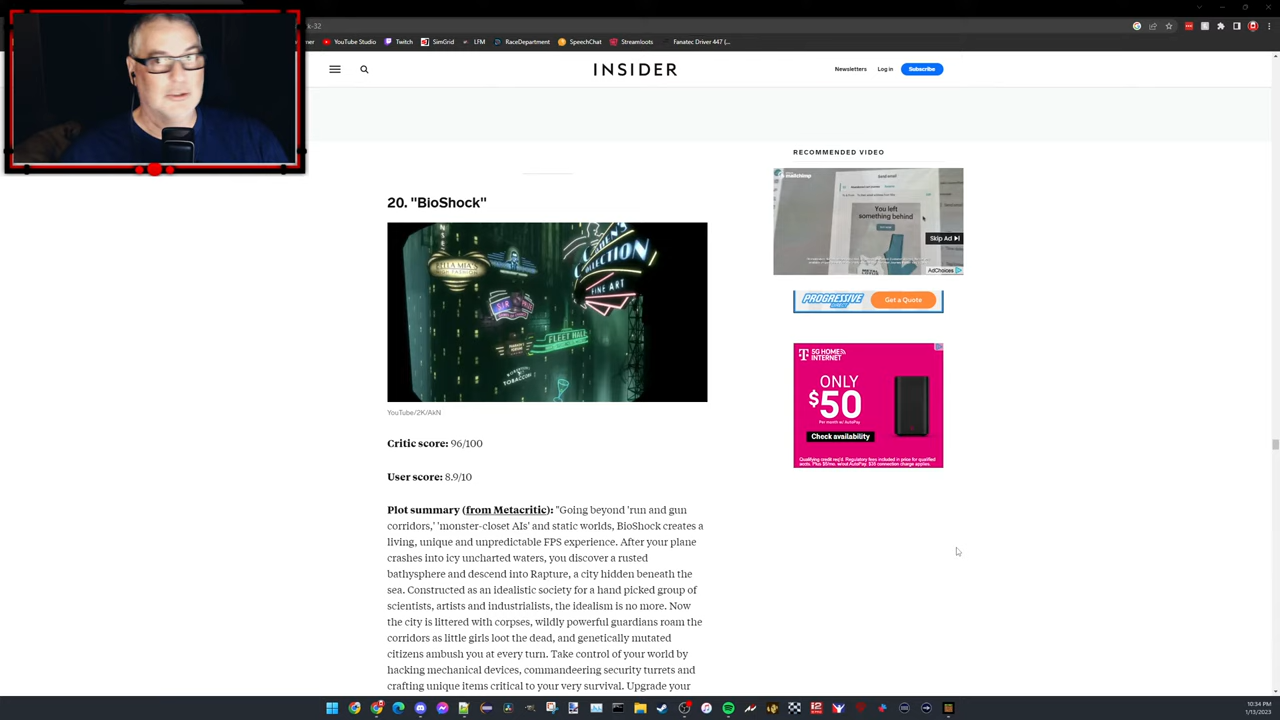 k-32
YouTube Studio
Twitch
SimGrid
LFM
RaceDepartment
SpeechChat
Streamloots
Fanatec Driver 447 (...
INSIDER
Newsletters
Log in
Subscribe
RECOMMENDED VIDEO
mailchimp
Send email
You left
something behind
Skip Ad
AdChoices
PROGRESSIVE
Get a Quote
20. "BioShock"
COLLECTION
FINE ART
FLEET HALL
TOBACCO
YouTube/2K/AkN
T 5G HOME
INTERNET
ONLY
$50
Per month w/ AutoPay
Check availability
Critic score: 96/100
User score: 8.9/10
Plot summary (from Metacritic): "Going beyond 'run and gun
corridors,' 'monster-closet AIs' and static worlds, BioShock creates a
living, unique and unpredictable FPS experience. After your plane
crashes into icy uncharted waters, you discover a rusted
bathysphere and descend into Rapture, a city hidden beneath the
sea. Constructed as an idealistic society for a hand picked group of
scientists, artists and industrialists, the idealism is no more. Now
the city is littered with corpses, wildly powerful guardians roam the
corridors as little girls loot the dead, and genetically mutated
citizens ambush you at every turn. Take control of your world by
hacking mechanical devices, commandeering security turrets and
crafting unique items critical to your very survival. Upgrade your
10:34 PM
1/13/2023